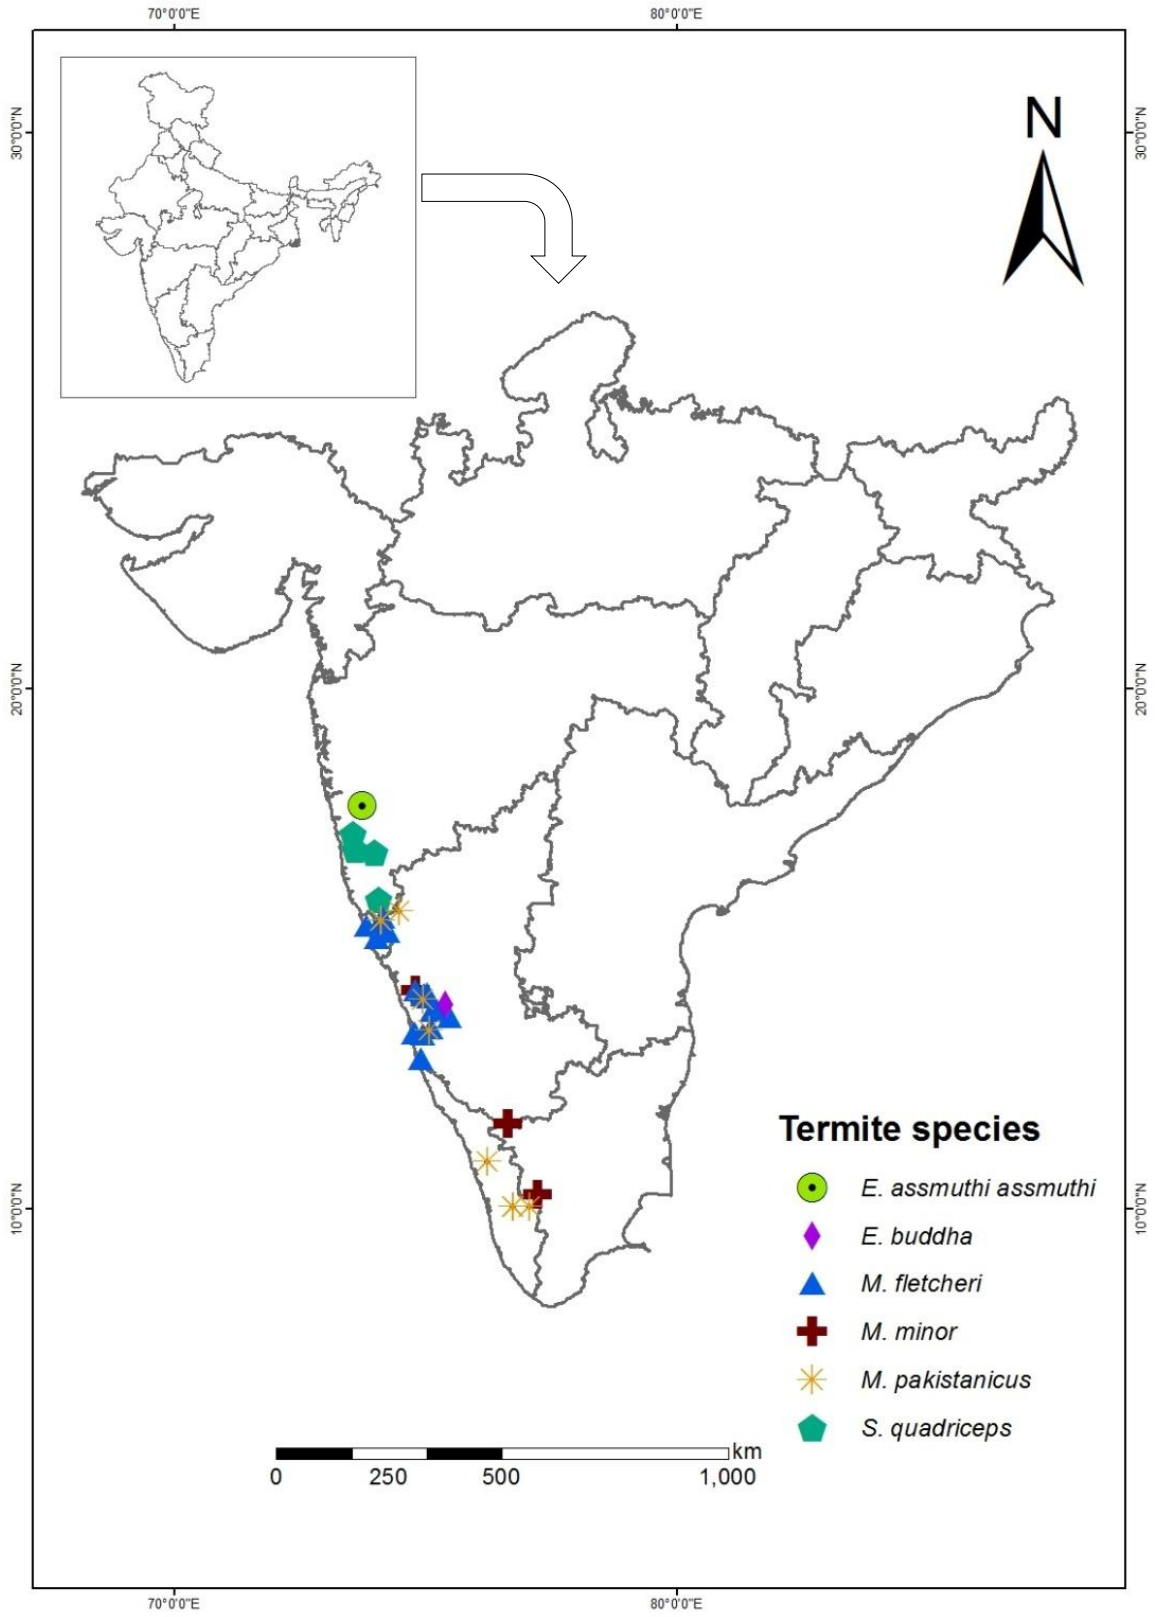 70°0'0"E 80°0'0"E
30°0'0"N 30°0'0"N
N
20°0'0"N 20°0'0"N
10°0'0"N 10°0'0"N
Termite species
E. assmuthi assmuthi
E. buddha
M. fletcheri
M. minor
M. pakistanicus
S. quadriceps
km
0 250 500 1,000
70°0'0"E 80°0'0"E